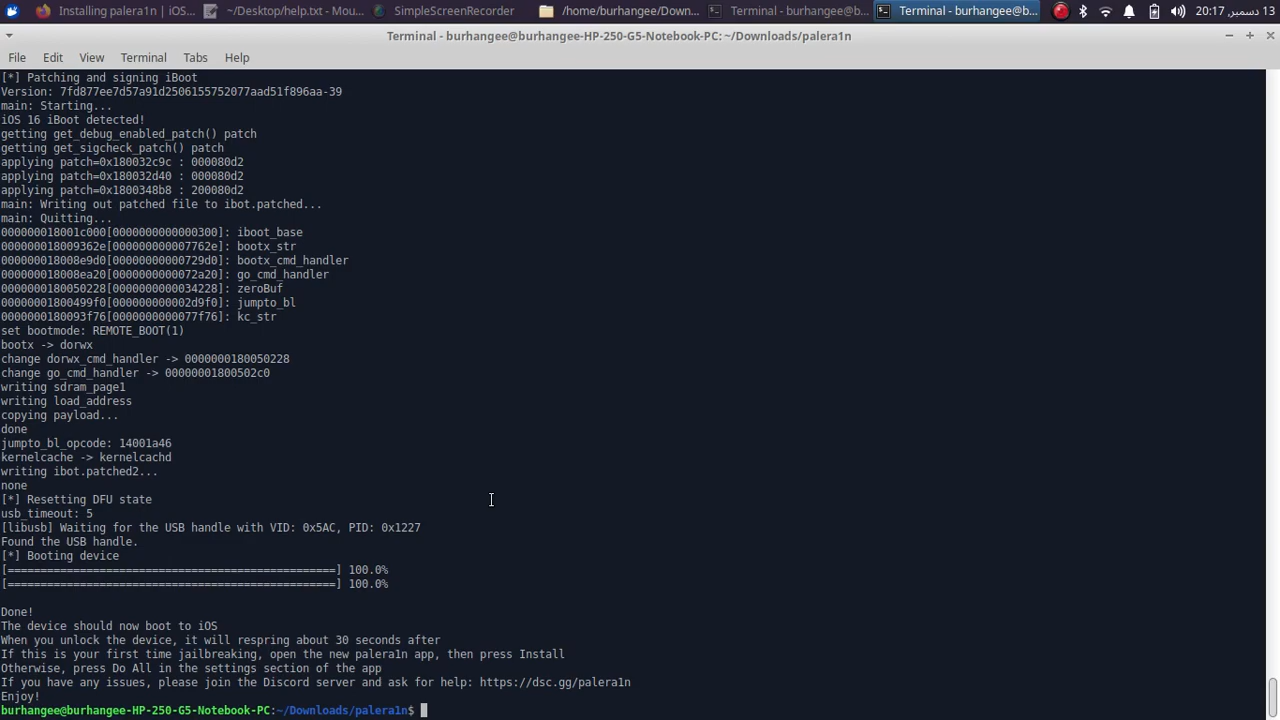 Installing palera1n | iOS... ~/Desktop/help.txt - Mou... SimpleScreenRecorder /home/burhangee/Down... Terminal - burhangee@b... Terminal - burhangee@b... 20:17 ,13 دسمبر
Terminal - burhangee@burhangee-HP-250-G5-Notebook-PC: ~/Downloads/palera1n
File Edit View Terminal Tabs Help
[*] Patching and signing iBoot
Version: 7fd877ee7d57a91d2506155752077aad51f896aa-39
main: Starting...
iOS 16 iBoot detected!
getting get_debug_enabled_patch() patch
getting get_sigcheck_patch() patch
applying patch=0x180032c9c : 000080d2
applying patch=0x180032d40 : 000080d2
applying patch=0x1800348b8 : 200080d2
main: Writing out patched file to ibot.patched...
main: Quitting...
000000018001c000[0000000000000300]: iboot_base
000000018009362e[000000000007762e]: bootx_str
000000018008e9d0[00000000000729d0]: bootx_cmd_handler
000000018008ea20[0000000000072a20]: go_cmd_handler
0000000180050228[0000000000034228]: zeroBuf
00000001800499f0[000000000002d9f0]: jumpto_bl
0000000180093f76[0000000000077f76]: kc_str
set bootmode: REMOTE_BOOT(1)
bootx -> dorwx
change dorwx_cmd_handler -> 0000000180050228
change go_cmd_handler -> 00000001800502c0
writing sdram_page1
writing load_address
copying payload...
done
jumpto_bl_opcode: 14001a46
kernelcache -> kernelcachd
writing ibot.patched2...
none
[*] Resetting DFU state
usb_timeout: 5
[libusb] Waiting for the USB handle with VID: 0x5AC, PID: 0x1227
Found the USB handle.
[*] Booting device
[==================================================] 100.0%
[==================================================] 100.0%
Done!
The device should now boot to iOS
When you unlock the device, it will respring about 30 seconds after
If this is your first time jailbreaking, open the new palera1n app, then press Install
Otherwise, press Do All in the settings section of the app
If you have any issues, please join the Discord server and ask for help: https://dsc.gg/palera1n
Enjoy!
burhangee@burhangee-HP-250-G5-Notebook-PC:~/Downloads/palera1n$